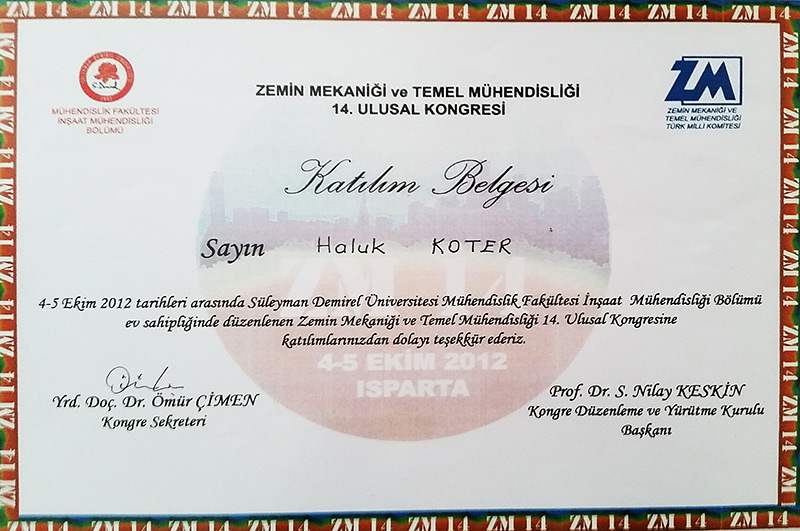 ZEMİN MEKANİĞİ ve TEMEL MÜHENDİSLİĞİ
14. ULUSAL KONGRESİ
MÜHENDİSLİK FAKÜLTESİ
İNŞAAT MÜHENDİSLİĞİ
BÖLÜMÜ
ZM
ZEMİN MEKANİĞİ VE
TEMEL MÜHENDİSLİĞİ
TÜRK MİLLİ KOMİTESİ
Katılım Belgesi
Sayın Haluk KOTER
ZM 14
4-5 Ekim 2012 tarihleri arasında Süleyman Demirel Üniversitesi Mühendislik Fakültesi İnşaat Mühendisliği Bölümü
ev sahipliğinde düzenlenen Zemin Mekaniği ve Temel Mühendisliği 14. Ulusal Kongresine
katılımlarınızdan dolayı teşekkür ederiz.
4-5 EKİM 2012
ISPARTA
Yrd. Doç. Dr. Ömür ÇİMEN
Kongre Sekreteri
Prof. Dr. S. Nilay KESKİN
Kongre Düzenleme ve Yürütme Kurulu
Başkanı